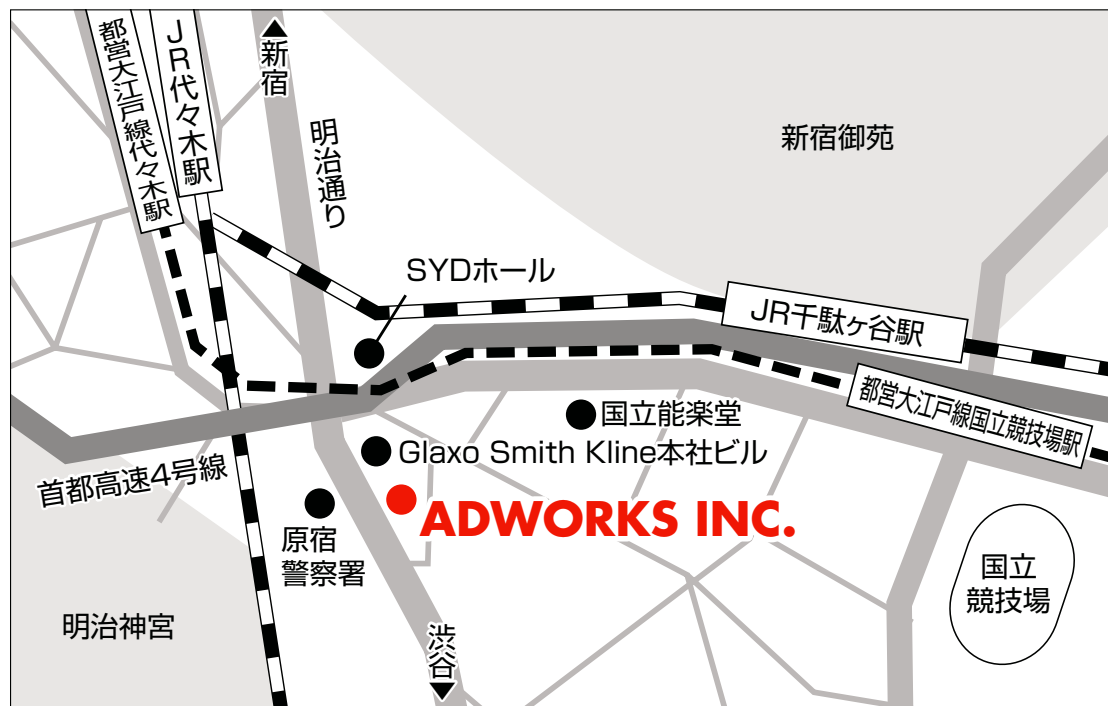 都営大江戸線代々木駅
JR代々木駅
▲新宿
明治通り
新宿御苑
SYDホール
JR千駄ヶ谷駅
都営大江戸線国立競技場駅
国立能楽堂
Glaxo Smith Kline本社ビル
首都高速4号線
ADWORKS INC.
原宿
警察署
国立
競技場
明治神宮
渋谷▼